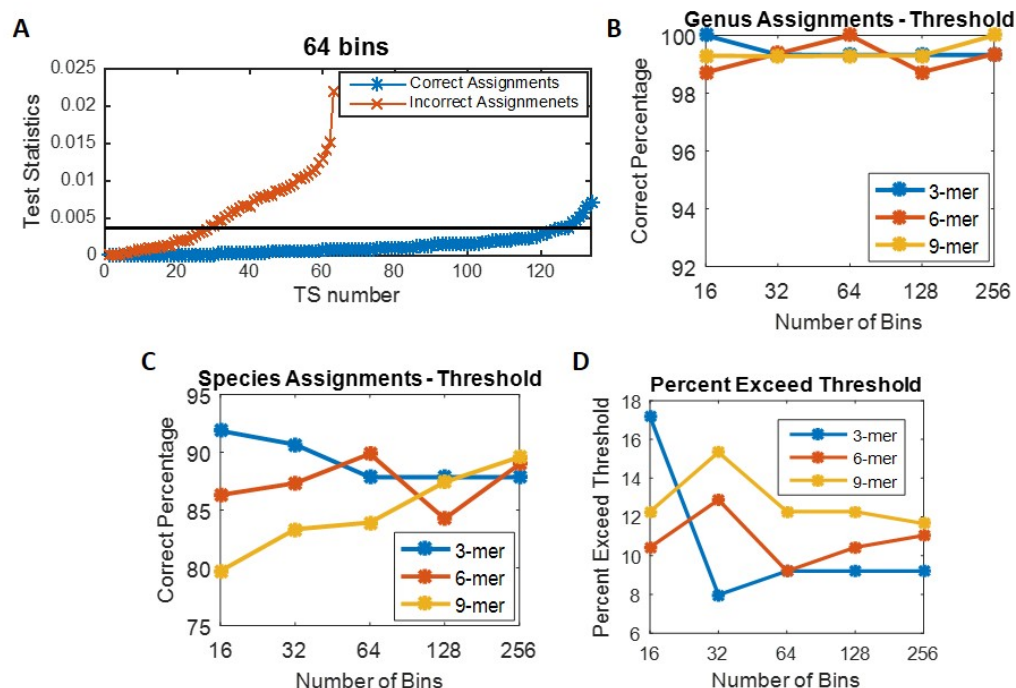 A
64 bins
0.025
0.02
0.015
0.01
0.005
0
Test Statistics
Correct Assignments
Incorrect Assignmenets
0 20 40 60 80 100 120
TS number
B
Genus Assignments - Threshold
100
98
96
94
92
Correct Percentage
3-mer
6-mer
9-mer
16 32 64 128 256
Number of Bins
C
Species Assignments - Threshold
95
90
85
80
75
Correct Percentage
3-mer
6-mer
9-mer
16 32 64 128 256
Number of Bins
D
Percent Exceed Threshold
18
16
14
12
10
8
6
Percent Exceed Threshold
3-mer
6-mer
9-mer
16 32 64 128 256
Number of Bins